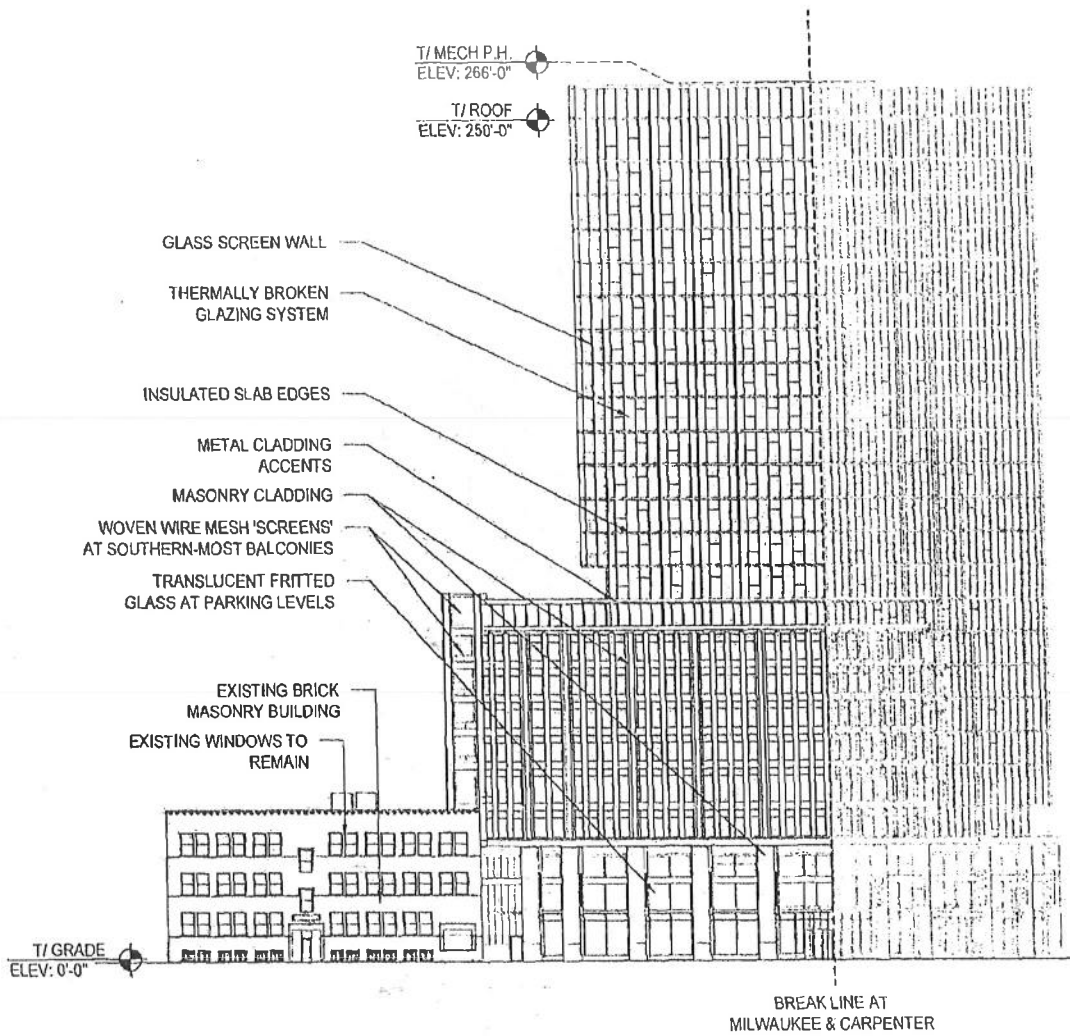 T/ MECH P.H.
ELEV: 266'-0"
T/ ROOF
ELEV: 250'-0"
GLASS SCREEN WALL
THERMALLY BROKEN
GLAZING SYSTEM
INSULATED SLAB EDGES
METAL CLADDING
ACCENTS
MASONRY CLADDING
WOVEN WIRE MESH 'SCREENS'
AT SOUTHERN-MOST BALCONIES
TRANSLUCENT FRITTED
GLASS AT PARKING LEVELS
EXISTING BRICK
MASONRY BUILDING
EXISTING WINDOWS TO
REMAIN
T/ GRADE
ELEV: 0'-0"
BREAK LINE AT
MILWAUKEE & CARPENTER